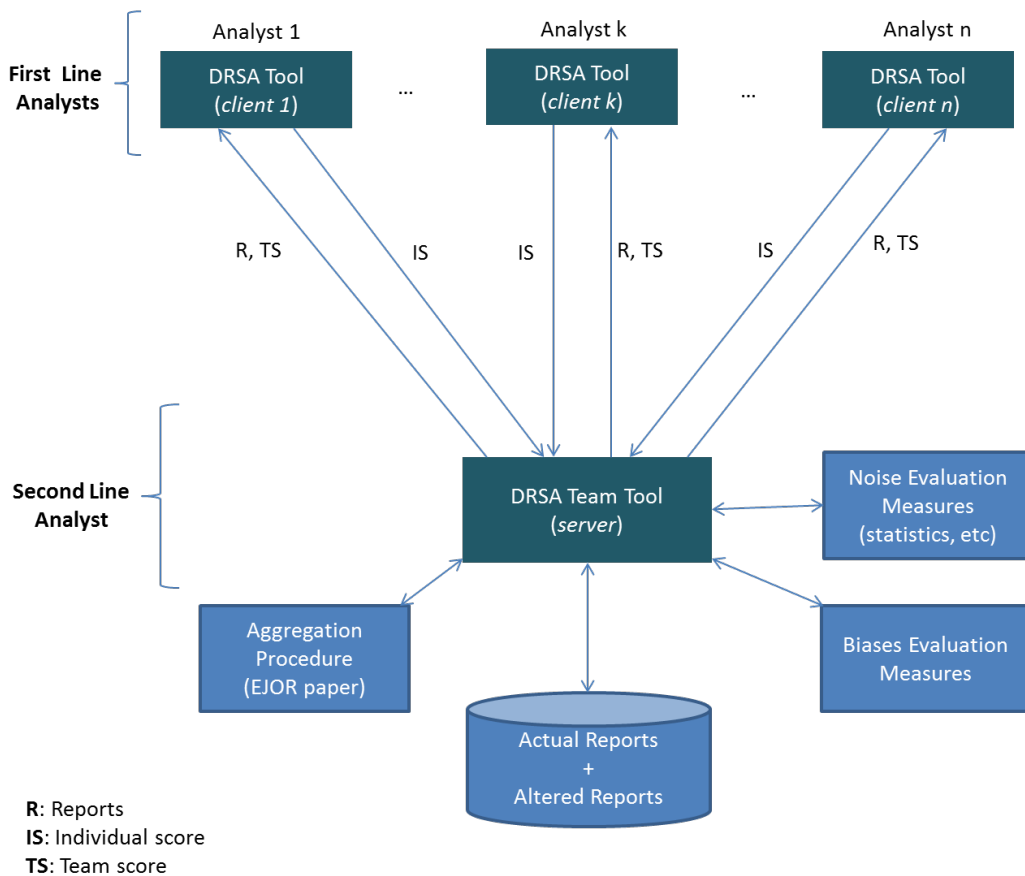 Analyst 1
Analyst k
Analyst n
First Line
Analysts
DRSA Tool
(client 1)
...
DRSA Tool
(client k)
...
DRSA Tool
(client n)
R, TS
IS
IS
R, TS
IS
R, TS
Second Line
Analyst
DRSA Team Tool
(server)
Noise Evaluation
Measures
(statistics, etc)
Aggregation
Procedure
(EJOR paper)
Biases Evaluation
Measures
Actual Reports
+
Altered Reports
R: Reports
IS: Individual score
TS: Team score